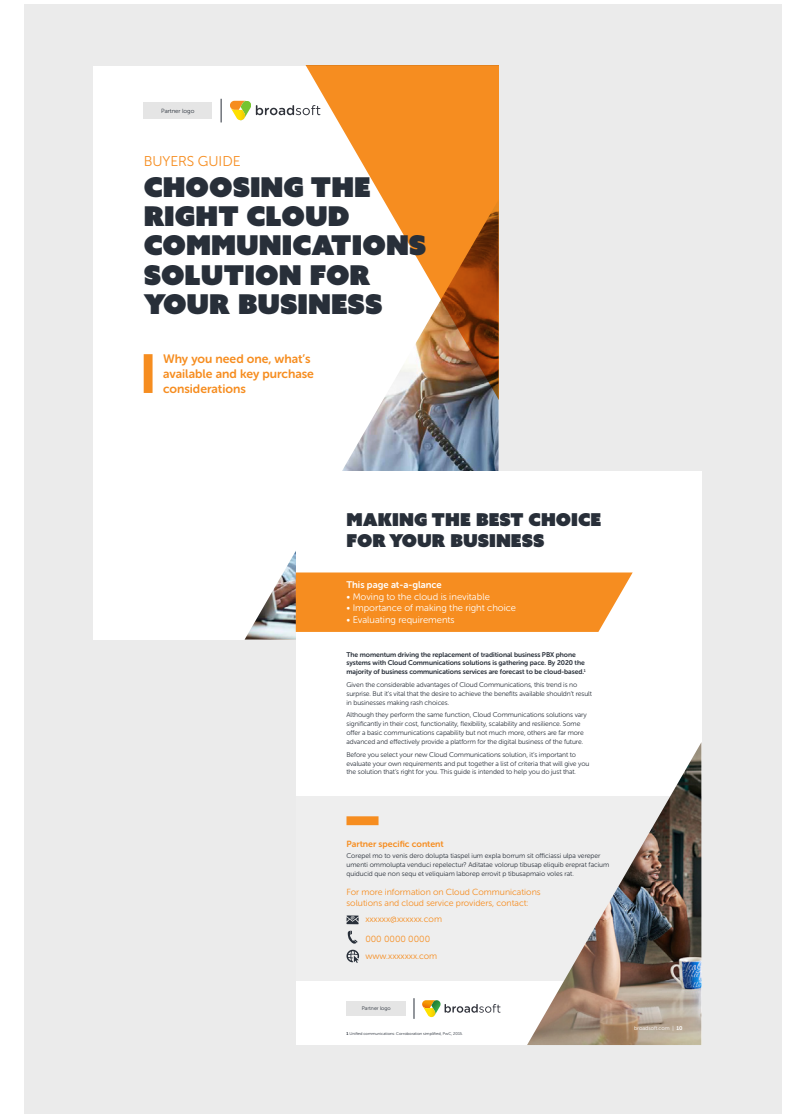 Partner logo
broadsoft
BUYERS GUIDE
CHOOSING THE
RIGHT CLOUD
COMMUNICATIONS
SOLUTION FOR
YOUR BUSINESS
Why you need one, what's
available and key purchase
considerations
MAKING THE BEST CHOICE
FOR YOUR BUSINESS
This page at-a-glance
• Moving to the cloud is inevitable
• Importance of making the right choice
• Evaluating requirements
The momentum driving the replacement of traditional business PBX phone
systems with Cloud Communications solutions is gathering pace. By 2020 the
majority of business communications services are forecast to be cloud-based.¹
Given the considerable advantages of Cloud Communications, this trend is no
surprise. But it's vital that the desire to achieve the benefits available shouldn't result
in businesses making rash choices.
Although they perform the same function, Cloud Communications solutions vary
significantly in their cost, functionality, flexibility, scalability and resilience. Some
offer a basic communications capability but not much more, others are far more
advanced and effectively provide a platform for the digital business of the future.
Before you select your new Cloud Communications solution, it's important to
evaluate your own requirements and put together a list of criteria that will give you
the solution that's right for you. This guide is intended to help you do just that.
Partner specific content
Corepel mo to venis dero dolupta tiaspel ium expla borrum sit officiassi ulpa vereper
umenti ommolupta venduci repelectur? Aditatae volorup tibusap eliquib ereprat facium
quiducid que non sequ et veliquiam laborep errovit p tibusapmaio voles rat.
For more information on Cloud Communications
solutions and cloud service providers, contact:
xxxxxx@xxxxxx.com
000 0000 0000
www.xxxxxxx.com
Partner logo
broadsoft
Unified communications: Consideration simplified, PwC,
broadsoft.com | 10